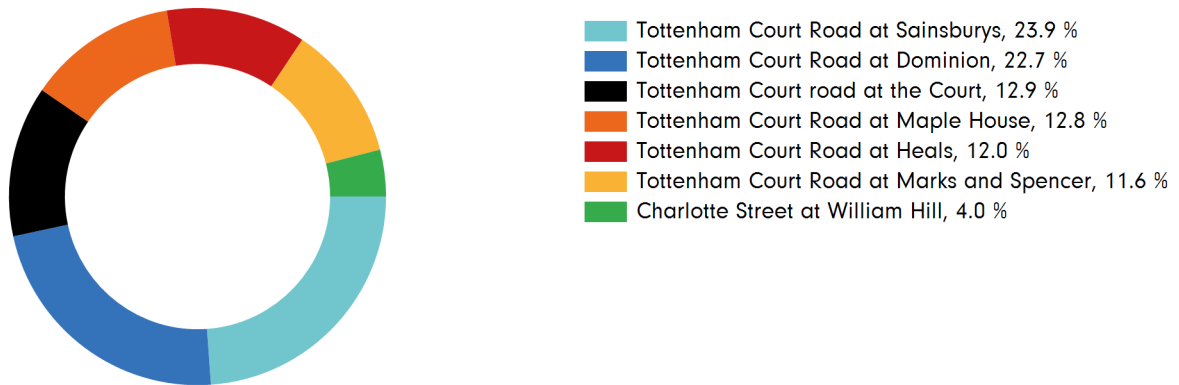 Tottenham Court Road at Sainsburys, 23.9 %
Tottenham Court Road at Dominion, 22.7 %
Tottenham Court road at the Court, 12.9 %
Tottenham Court Road at Maple House, 12.8 %
Tottenham Court Road at Heals, 12.0 %
Tottenham Court Road at Marks and Spencer, 11.6 %
Charlotte Street at William Hill, 4.0 %